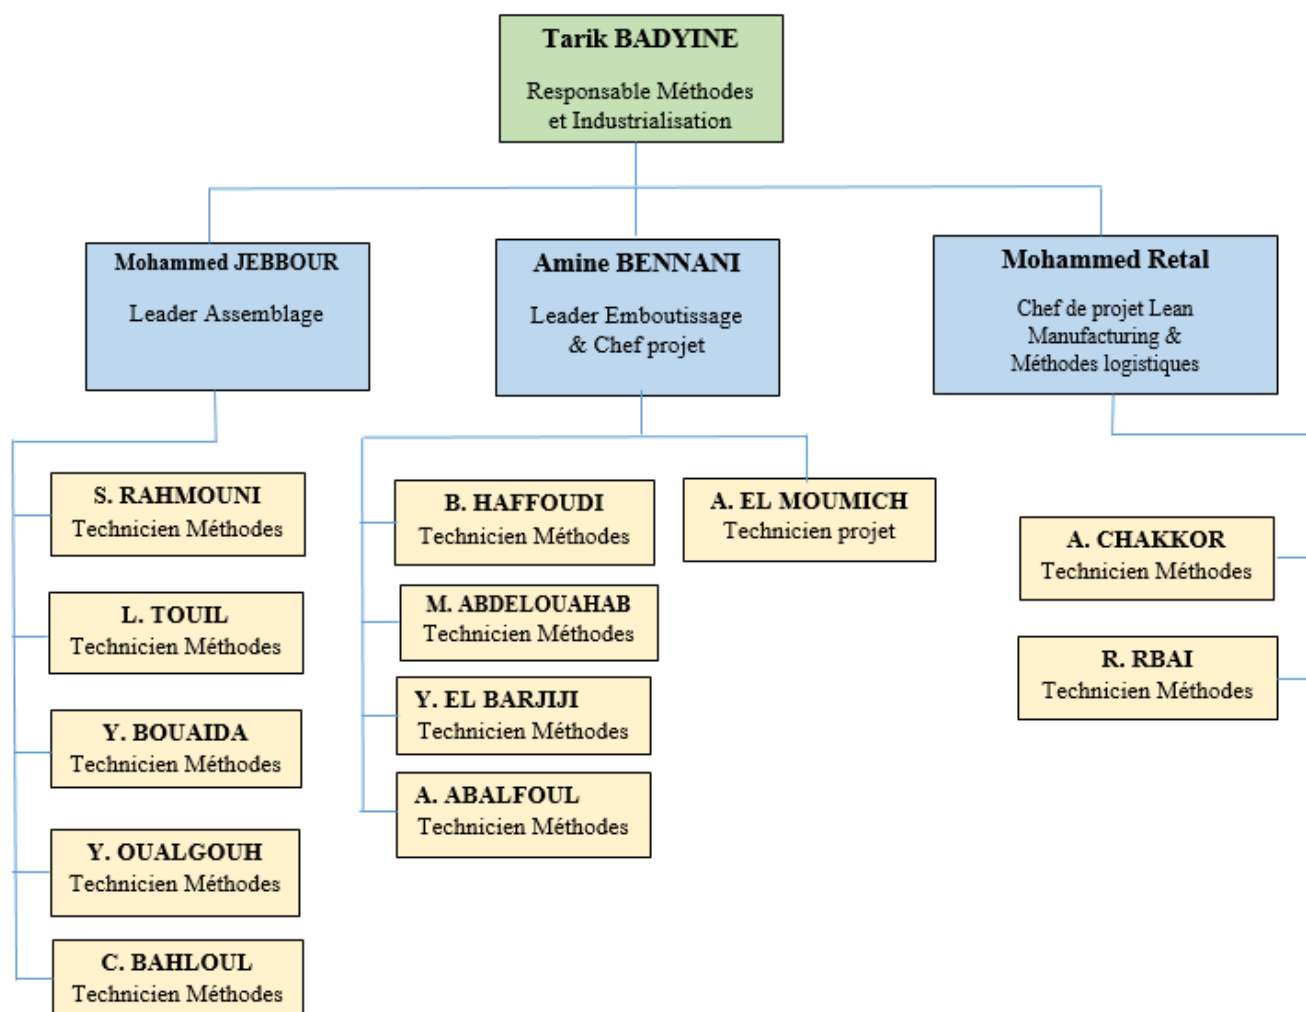 Tarik BADYINE
Responsable Méthodes
et Industrialisation
Mohammed JEBBOUR
Leader Assemblage
Amine BENNANI
Leader Emboutissage
& Chef projet
Mohammed Retal
Chef de projet Lean
Manufacturing &
Méthodes logistiques
S. RAHMOUNI
Technicien Méthodes
L. TOUIL
Technicien Méthodes
Y. BOUAIDA
Technicien Méthodes
Y. OUALGOUH
Technicien Méthodes
C. BAHLOUL
Technicien Méthodes
B. HAFFOUDI
Technicien Méthodes
M. ABDELOUAHAB
Technicien Méthodes
Y. EL BARJIJI
Technicien Méthodes
A. ABALFOUL
Technicien Méthodes
A. EL MOUMICH
Technicien projet
A. CHAKKOR
Technicien Méthodes
R. RBAI
Technicien Méthodes